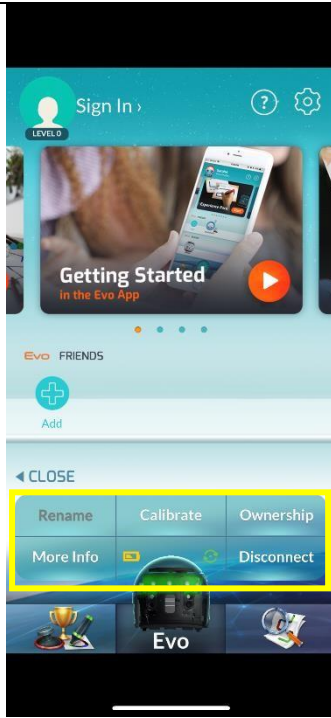 Sign In ›
?
LEVEL 0
Getting Started
in the Evo App
Evo FRIENDS
Add
◀ CLOSE
Rename Calibrate Ownership
More Info Disconnect
Evo